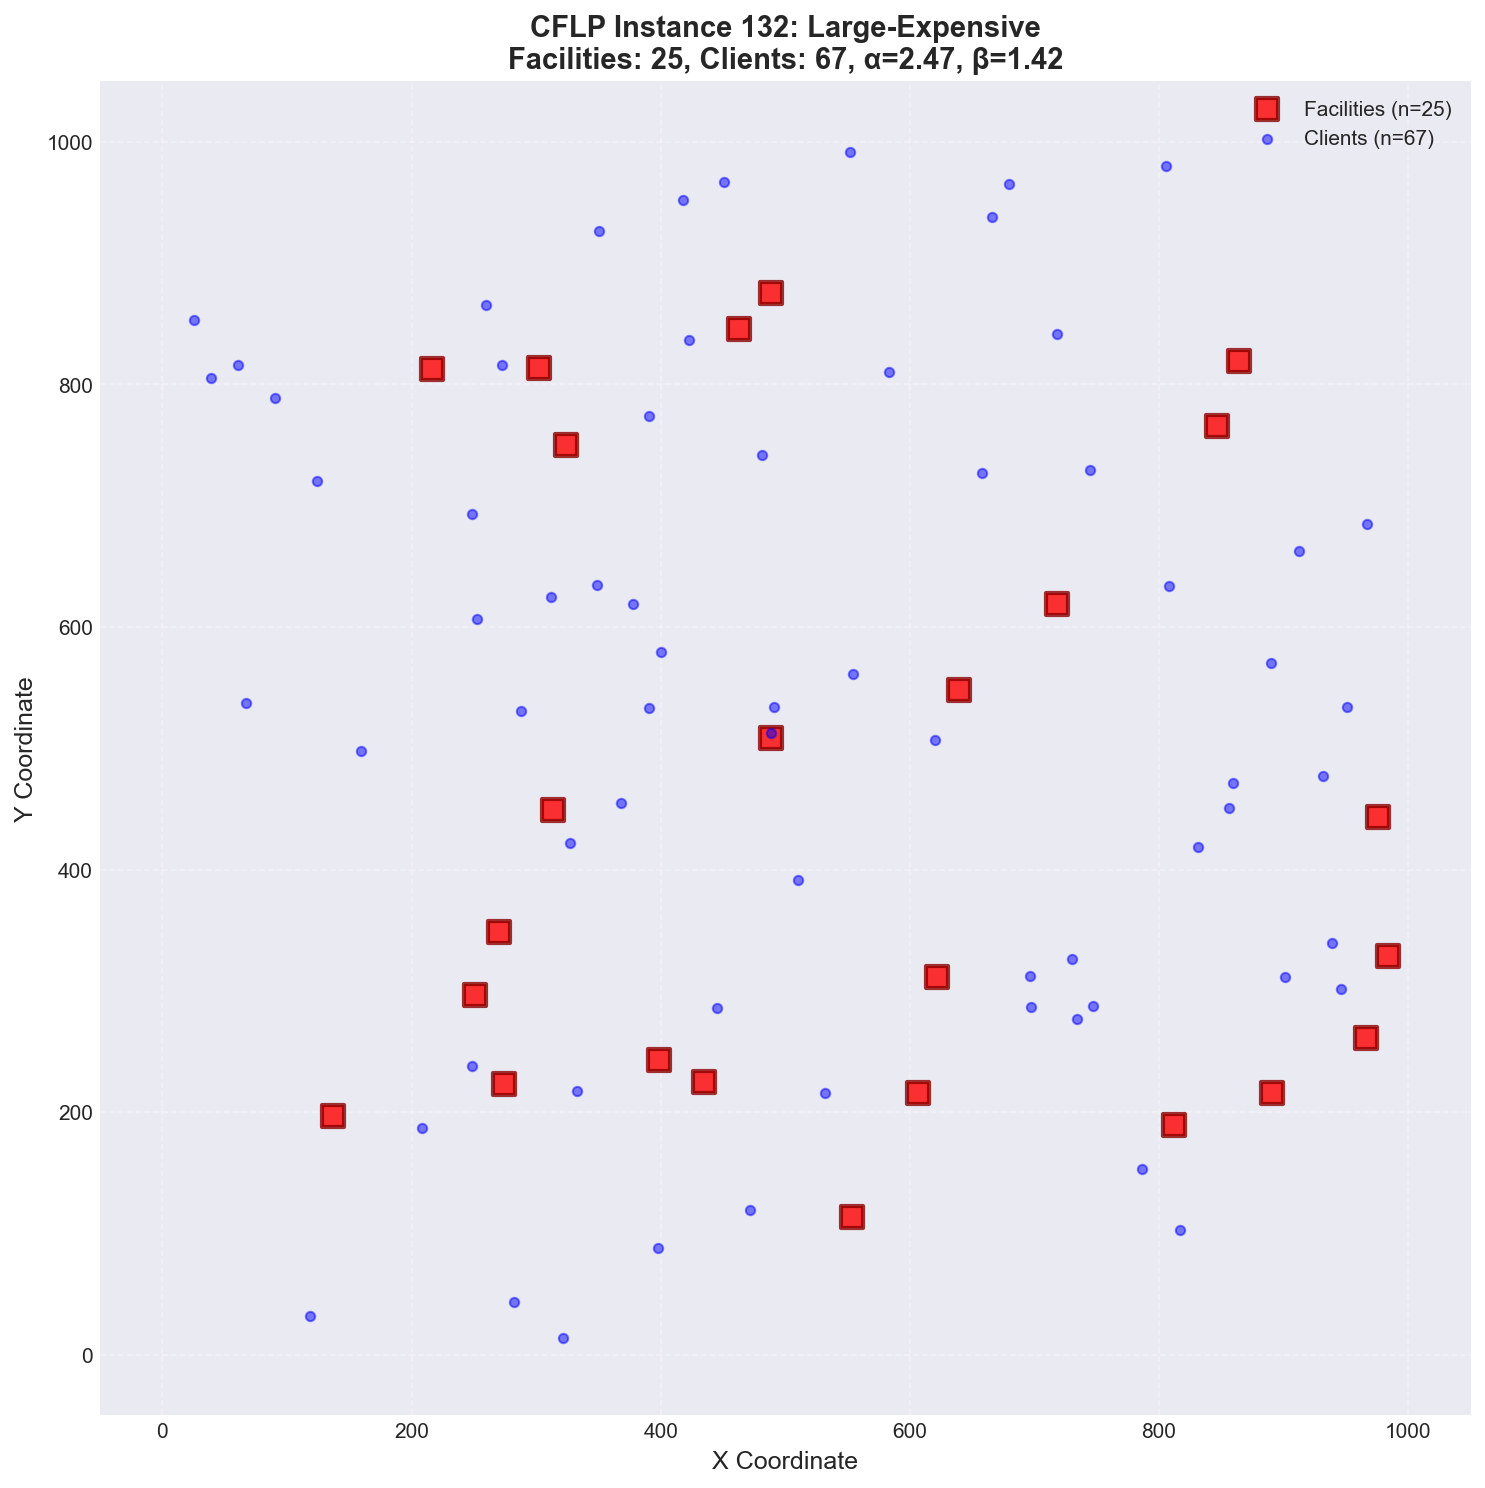 CFLP Instance 132: Large-Expensive
Facilities: 25, Clients: 67, α=2.47, β=1.42
Facilities (n=25)
Clients (n=67)
1000
800
600
400
200
0
Y Coordinate
0 200 400 600 800 1000
X Coordinate